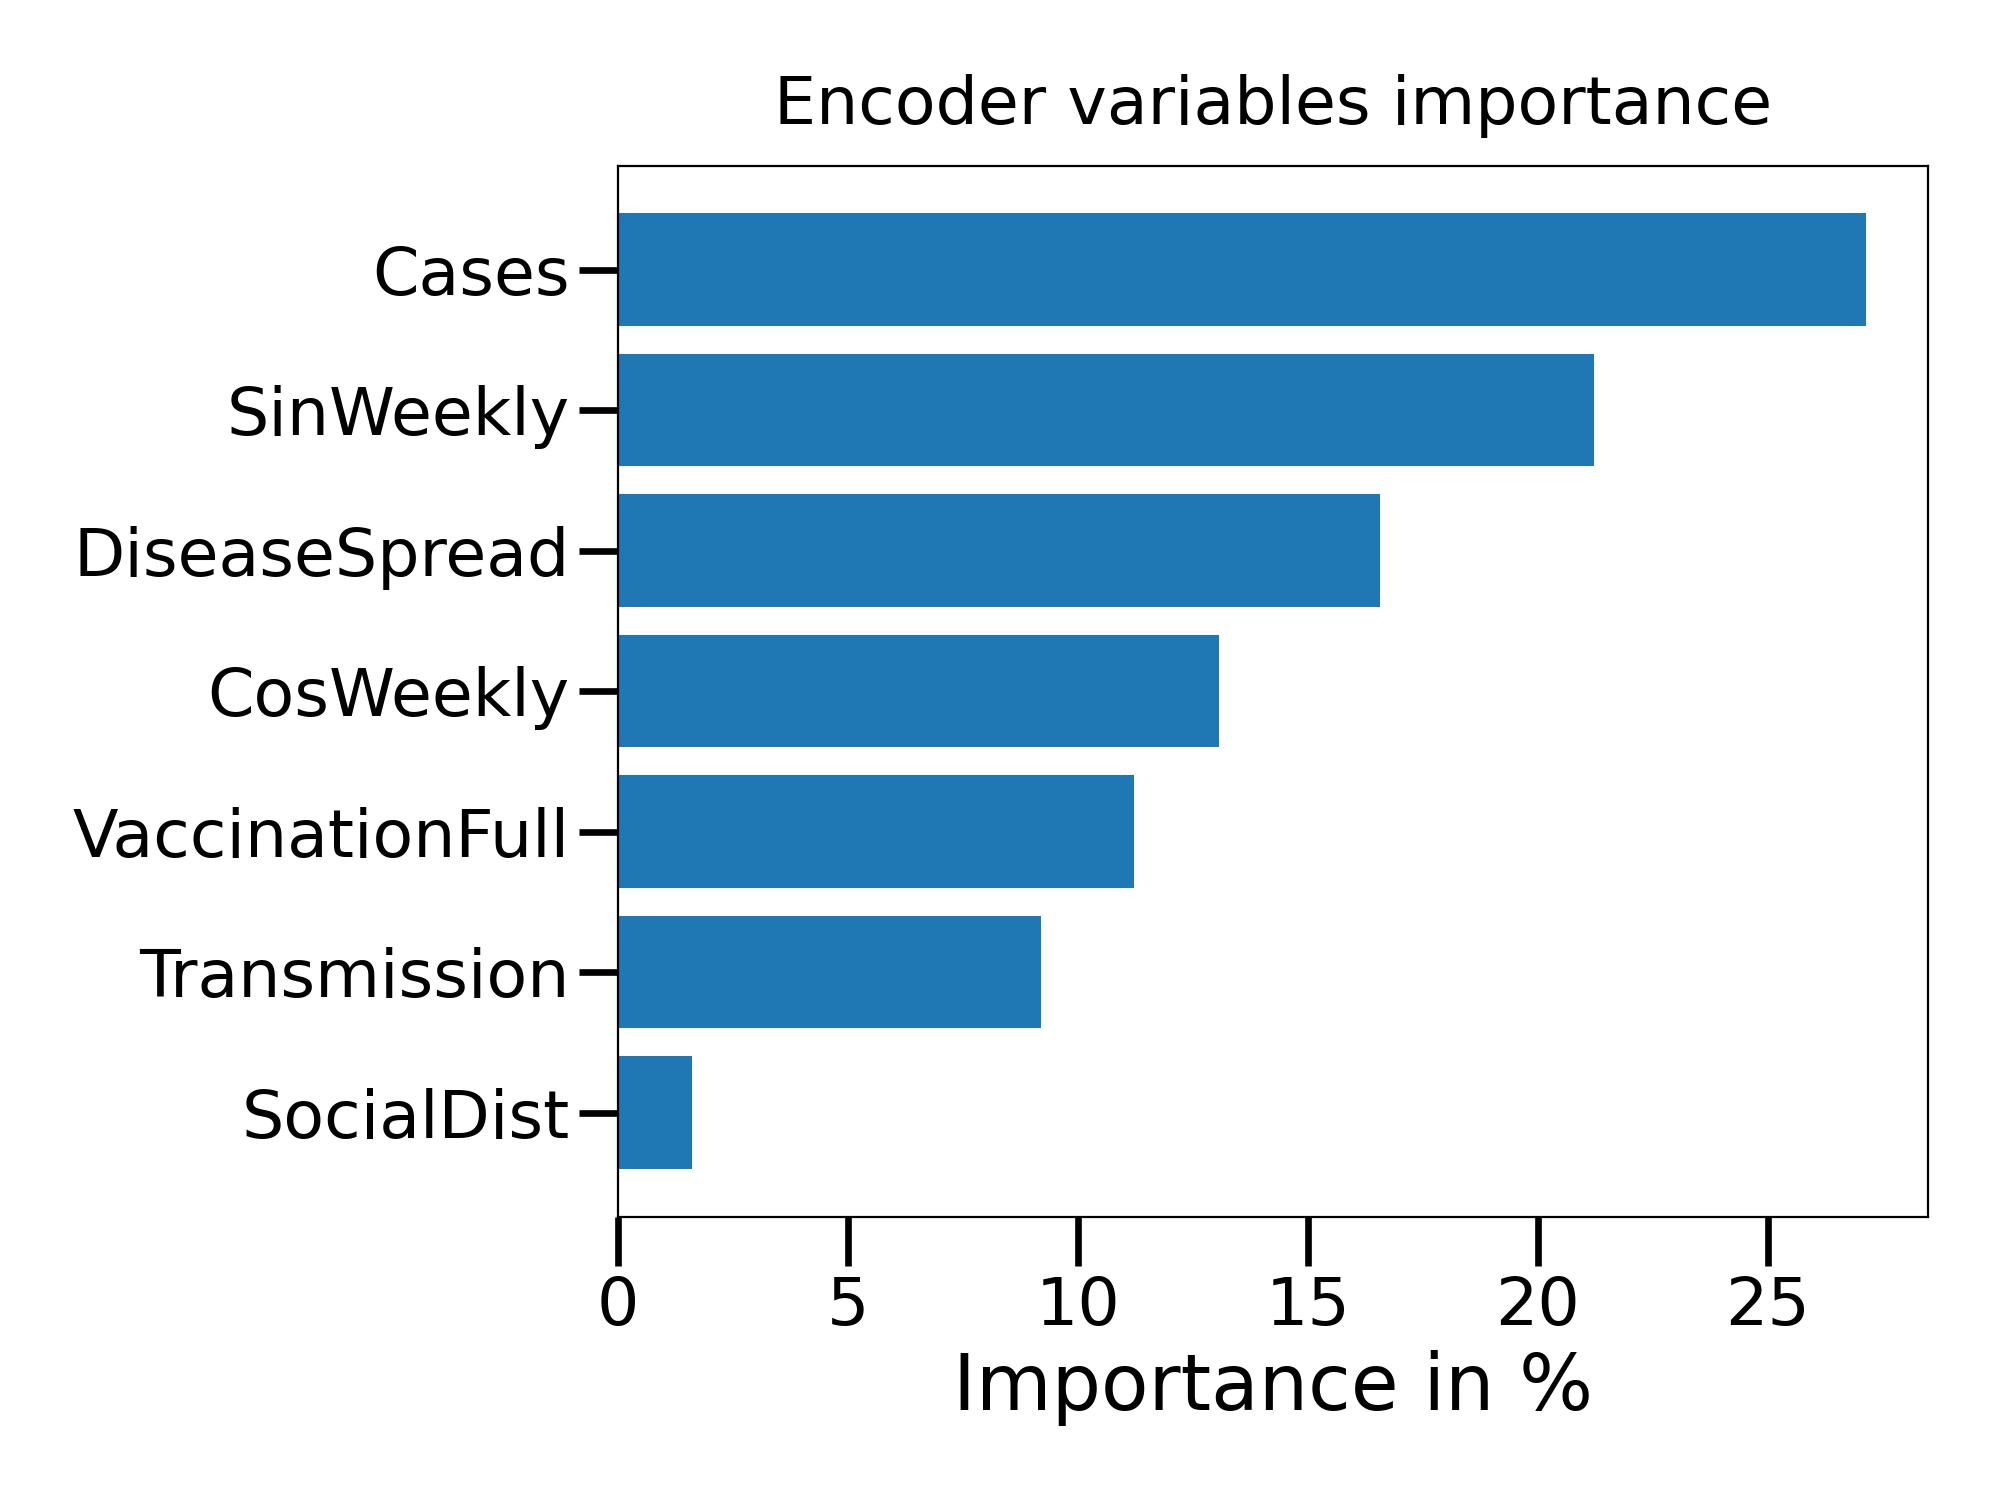 Encoder variables importance
Cases
SinWeekly
DiseaseSpread
CosWeekly
VaccinationFull
Transmission
SocialDist
0 5 10 15 20 25
Importance in %